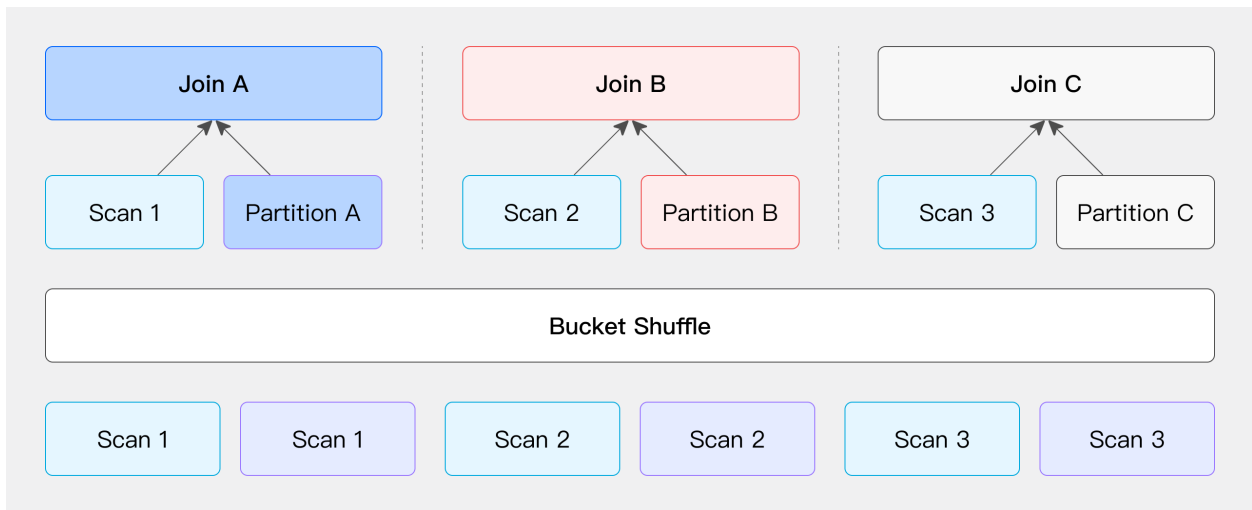 Join A
Join B
Join C
Scan 1
Partition A
Scan 2
Partition B
Scan 3
Partition C
Bucket Shuffle
Scan 1
Scan 1
Scan 2
Scan 2
Scan 3
Scan 3